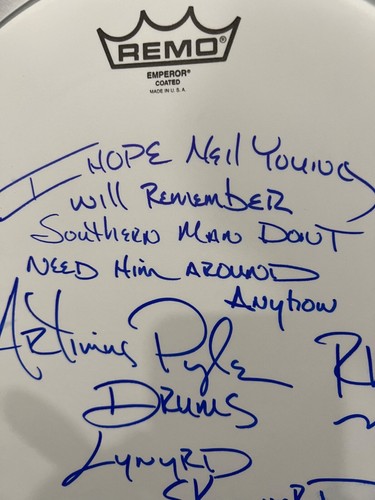 REMO®
EMPEROR®
COATED
MADE IN U.S.A.
I HOPE Neil YOUNG
will REMEMBER
SOUTHERN MAN DON'T
NEED Him AROUND
ANYHOW
ARTimus Pyle
DRUMS
LYNYRD